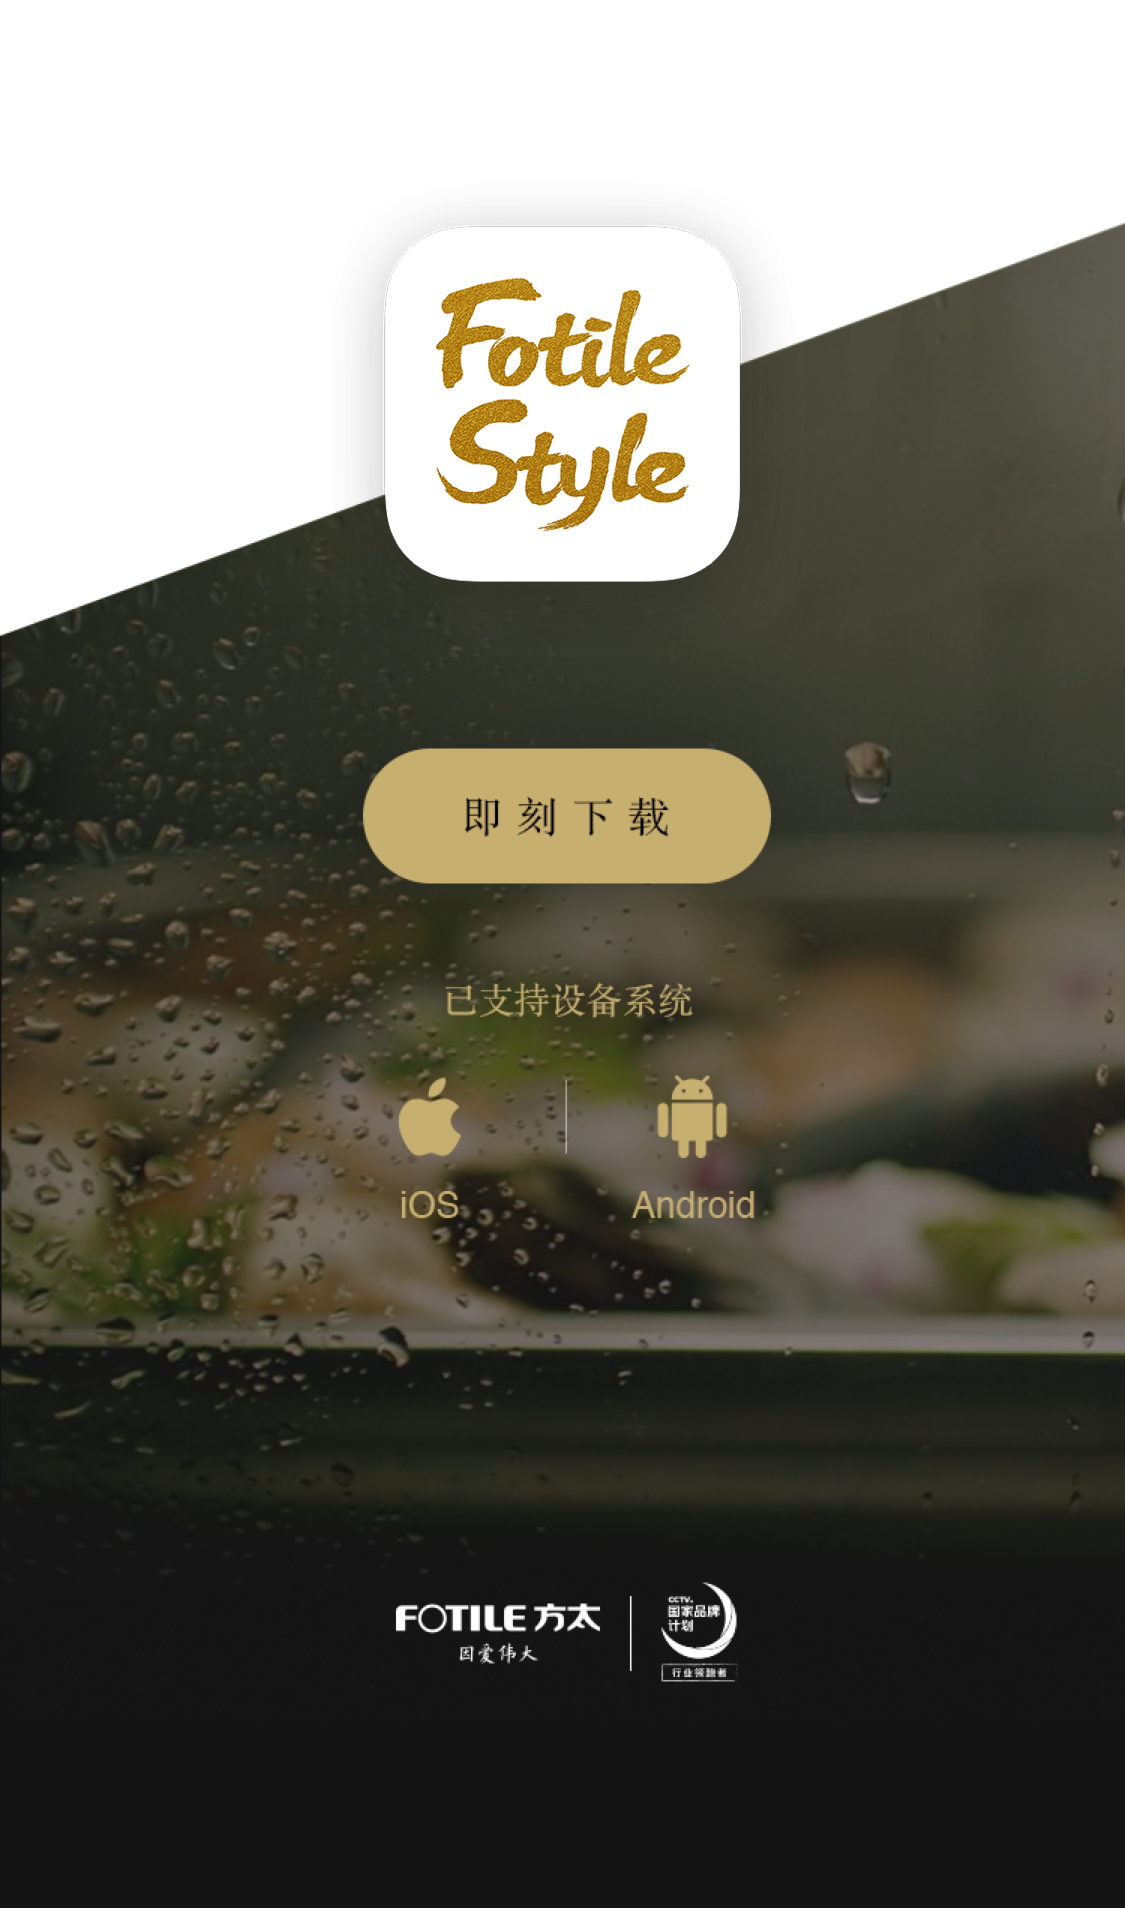 Fotile
Style
即刻下载
已支持设备系统
iOS
Android
FOTILE 方太
因爱伟大
CCTV.
国家品牌
计划
行业领跑者